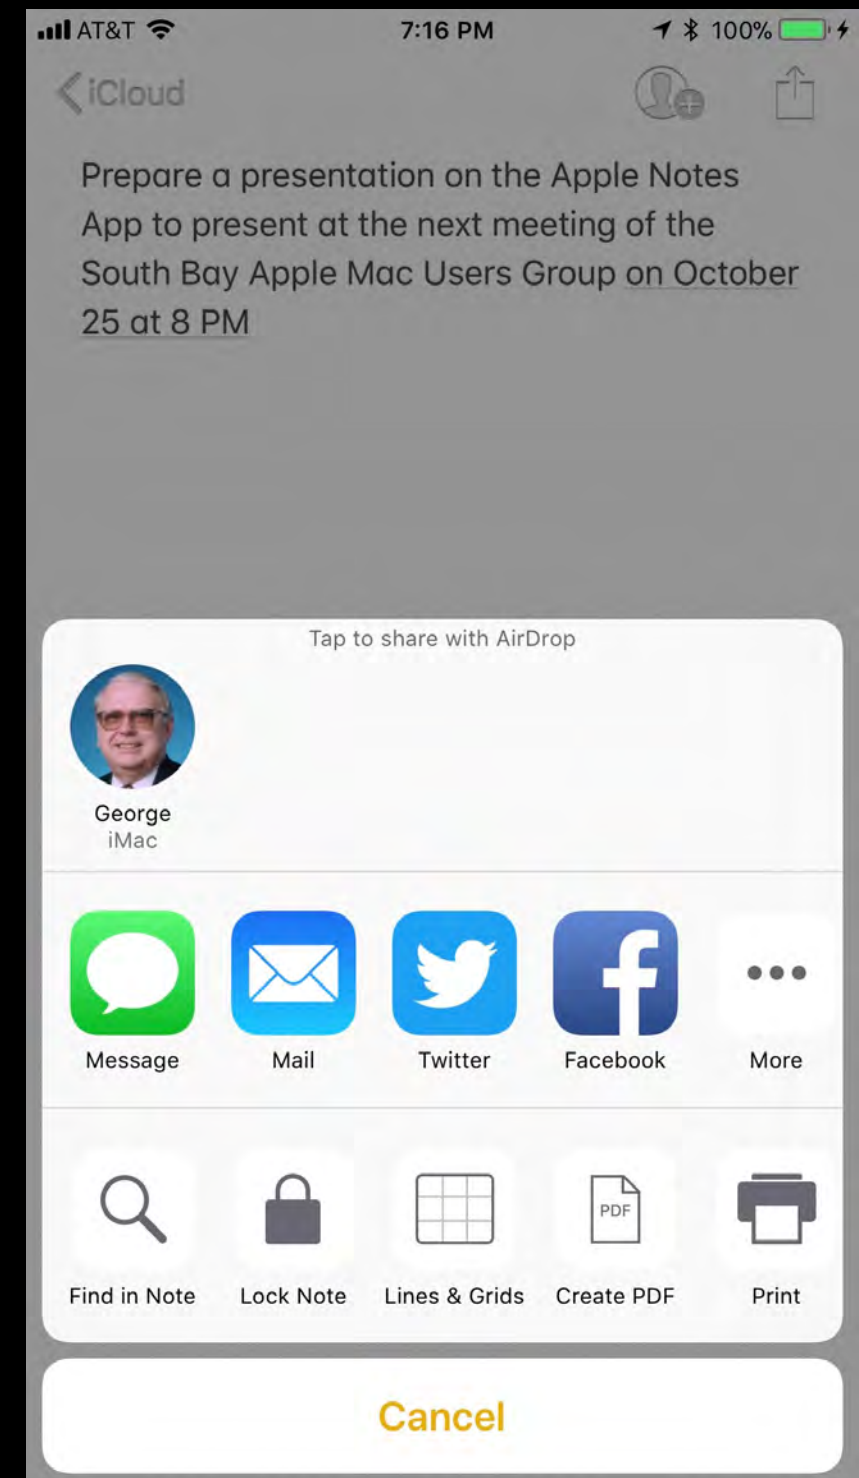 AT&T 7:16 PM 100%
iCloud
Prepare a presentation on the Apple Notes
App to present at the next meeting of the
South Bay Apple Mac Users Group on October
25 at 8 PM
Tap to share with AirDrop
George
iMac
Message Mail Twitter Facebook More
PDF
Find in Note Lock Note Lines & Grids Create PDF Print
Cancel